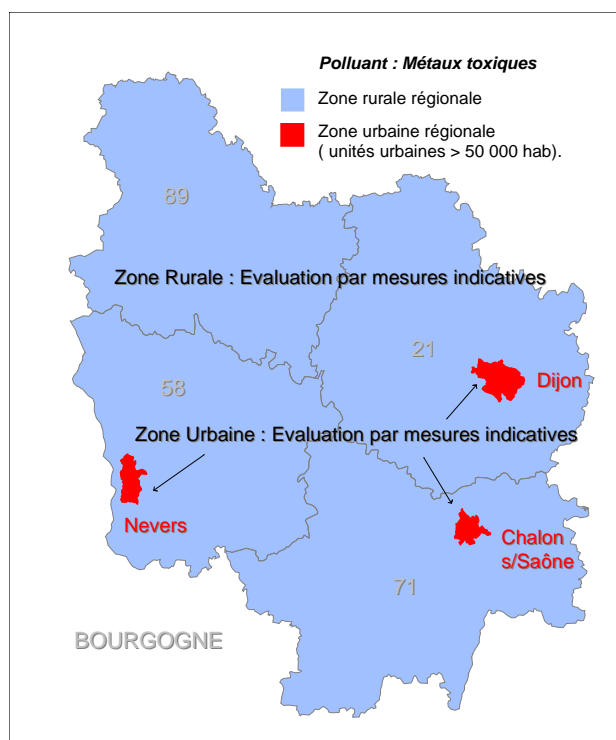 Polluant : Métaux toxiques
Zone rurale régionale
Zone urbaine régionale
( unités urbaines > 50 000 hab).
89
Zone Rurale : Evaluation par mesures indicatives
21
Dijon
58
Zone Urbaine : Evaluation par mesures indicatives
Nevers
Chalon
s/Saône
71
BOURGOGNE